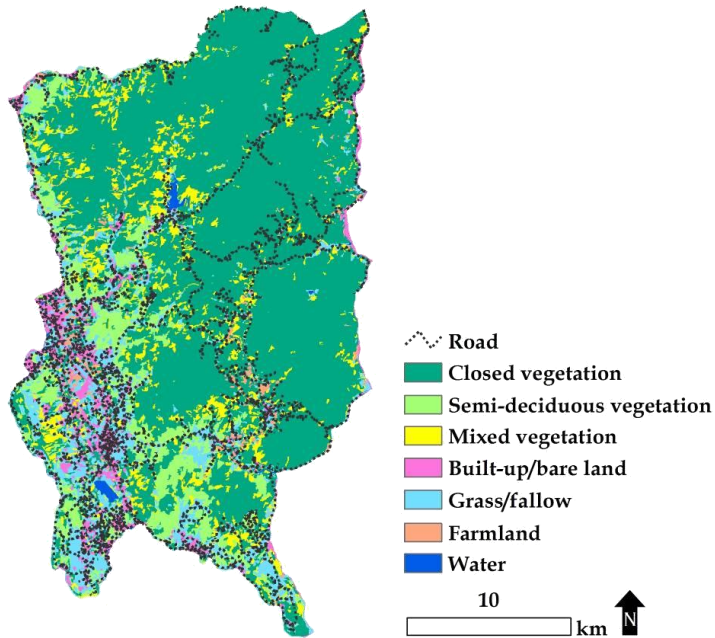 Road
Closed vegetation
Semi-deciduous vegetation
Mixed vegetation
Built-up/bare land
Grass/fallow
Farmland
Water
10
km
N